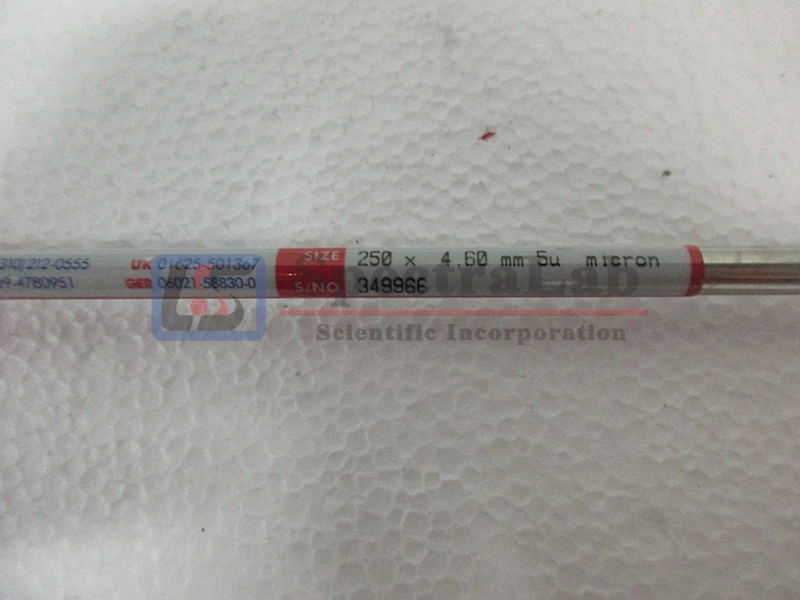 310) 212-0555 UK 01625-501367 SIZE 250 x 4.60 mm 5u micron
9-4780951 GER 06021-58830-0 S/NO 349966
SpectraLab
Scientific Incorporation